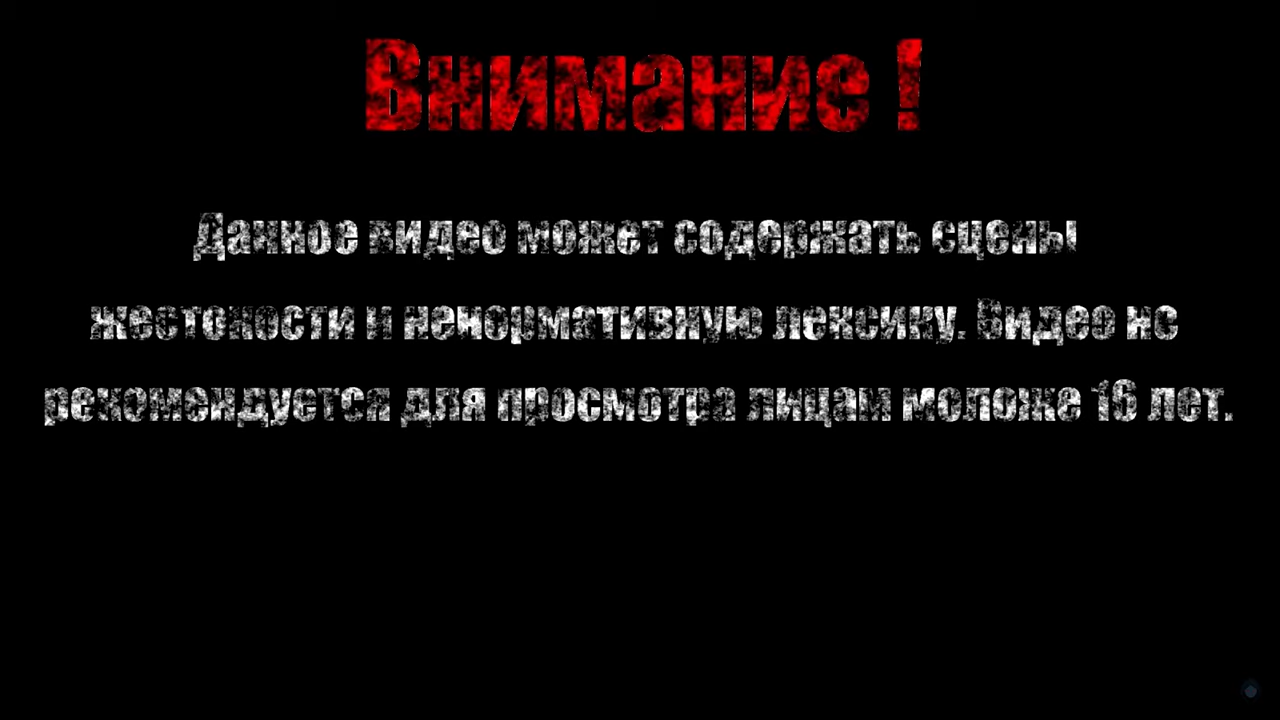 Внимание !
Данное видео может содержать сцены
жестокости и ненормативную лексику. Видео не
рекомендуется для просмотра лицам моложе 16 лет.